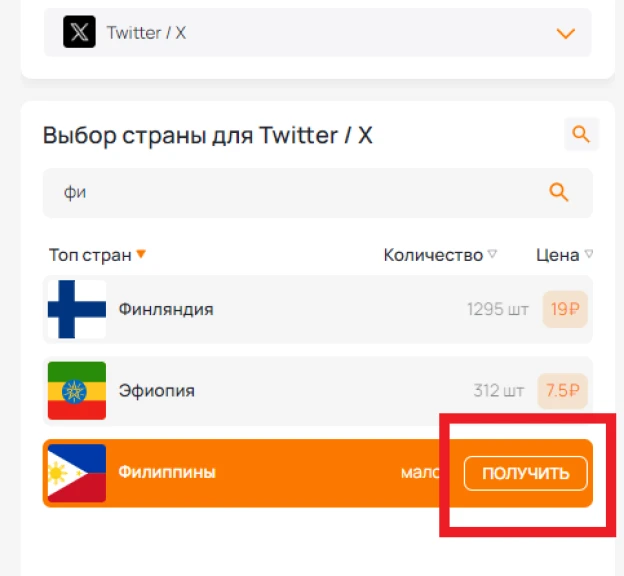 Twitter / X
Выбор страны для Twitter / X
фи
Топ стран Количество Цена
Финляндия 1295 шт 19₽
Эфиопия 312 шт 7.5₽
Филиппины мало ПОЛУЧИТЬ